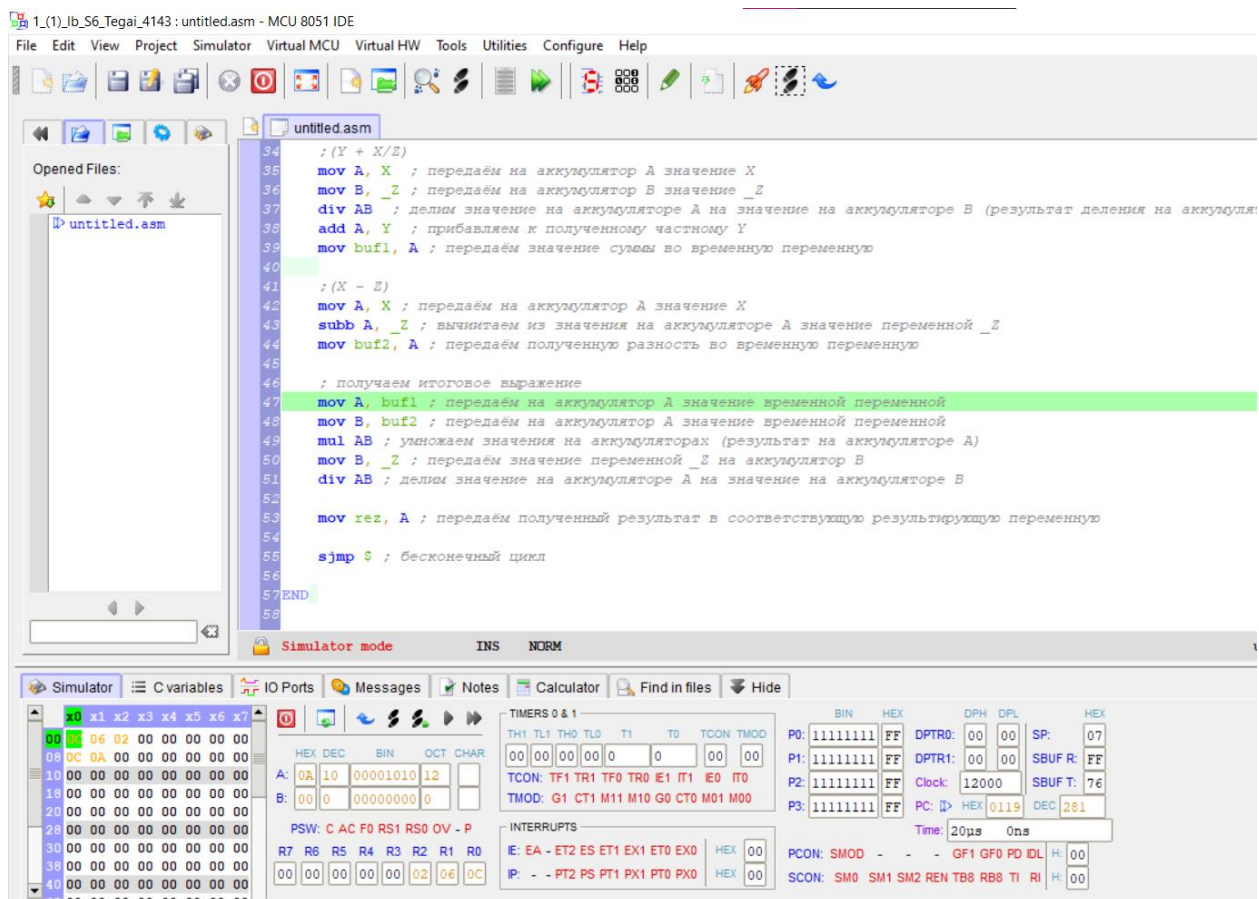 1_(1)_lb_S6_Tegai_4143 : untitled.asm - MCU 8051 IDE
File Edit View Project Simulator Virtual MCU Virtual HW Tools Utilities Configure Help
untitled.asm
Opened Files:
untitled.asm
34 ;(Y + X/Z)
35 mov A, X ; передаём на аккумулятор A значение X
36 mov B, _Z ; передаём на аккумулятор B значение _Z
37 div AB ; делим значение на аккумуляторе A на значение на аккумуляторе B (результат деления на аккумуля
38 add A, Y ; прибавляем к полученному частному Y
39 mov buf1, A ; передаём значение суммы во временную переменную
40
41 ;(X - Z)
42 mov A, X ; передаём на аккумулятор A значение X
43 subb A, _Z ; вычиитаем из значения на аккумуляторе A значение переменной _Z
44 mov buf2, A ; передаём полученную разность во временную переменную
45
46 ; получаем итоговое выражение
47 mov A, buf1 ; передаём на аккумулятор A значение временной переменной
48 mov B, buf2 ; передаём на аккумулятор A значение временной переменной
49 mul AB ; умножаем значения на аккумуляторах (результат на аккумуляторе A)
50 mov B, _Z ; передаём значение переменной _Z на аккумулятор B
51 div AB ; делим значение на аккумуляторе A на значение на аккумуляторе B
52
53 mov rez, A ; передаём полученный результат в соответствующую результирующую переменную
54
55 sjmp $ ; бесконечный цикл
56
57 END
58
Simulator mode INS NORM
Simulator C variables IO Ports Messages Notes Calculator Find in files Hide
x0 x1 x2 x3 x4 x5 x6 x7
00 0C 06 02 00 00 00 00 00
08 0C 0A 00 00 00 00 00 00
10 00 00 00 00 00 00 00 00
18 00 00 00 00 00 00 00 00
20 00 00 00 00 00 00 00 00
28 00 00 00 00 00 00 00 00
30 00 00 00 00 00 00 00 00
38 00 00 00 00 00 00 00 00
40 00 00 00 00 00 00 00 00
HEX DEC BIN OCT CHAR
A: 0A 10 00001010 12
B: 00 0 00000000 0
PSW: C AC F0 RS1 RS0 OV - P
R7 R6 R5 R4 R3 R2 R1 R0
00 00 00 00 00 02 06 0C
TIMERS 0 & 1
TH1 TL1 TH0 TL0 T1 T0 TCON TMOD
00 00 00 00 0 0 00 00
TCON: TF1 TR1 TF0 TR0 IE1 IT1 IE0 IT0
TMOD: G1 CT1 M11 M10 G0 CT0 M01 M00
INTERRUPTS
IE: EA - ET2 ES ET1 EX1 ET0 EX0 HEX 00
IP: - - PT2 PS PT1 PX1 PT0 PX0 HEX 00
BIN HEX
P0: 11111111 FF
P1: 11111111 FF
P2: 11111111 FF
P3: 11111111 FF
DPH DPL HEX
DPTR0: 00 00 SP: 07
DPTR1: 00 00 SBUF R: FF
Clock: 12000 SBUF T: 76
PC: HEX 0119 DEC 281
Time: 20µs 0ns
PCON: SMOD - - - GF1 GF0 PD IDL H: 00
SCON: SM0 SM1 SM2 REN TB8 RB8 TI RI H: 00